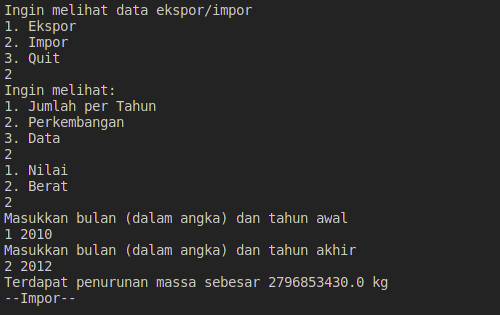 Ingin melihat data ekspor/impor
1. Ekspor
2. Impor
3. Quit
2
Ingin melihat:
1. Jumlah per Tahun
2. Perkembangan
3. Data
2
1. Nilai
2. Berat
2
Masukkan bulan (dalam angka) dan tahun awal
1 2010
Masukkan bulan (dalam angka) dan tahun akhir
2 2012
Terdapat penurunan massa sebesar 2796853430.0 kg
--Impor--